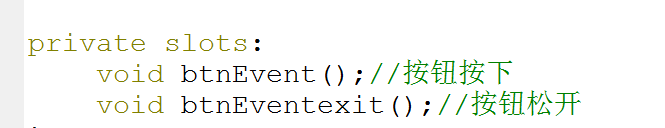 private slots:
void btnEvent();//按钮按下
void btnEventexit();//按钮松开